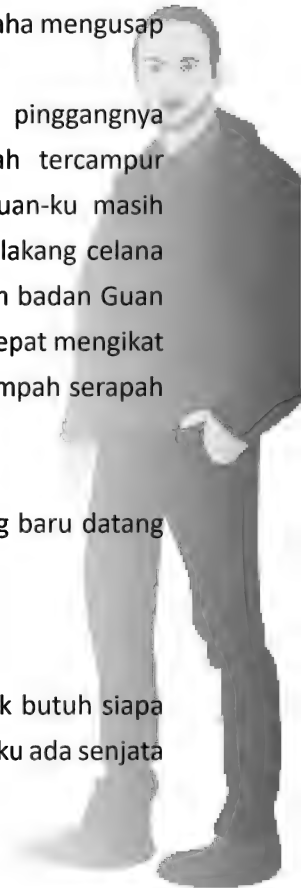 aha mengusap
pinggangnya
ah tercampur
uan-ku masih
lakang celana
n badan Guan
epat mengikat
mpah serapah
g baru datang
k butuh siapa
ku ada senjata